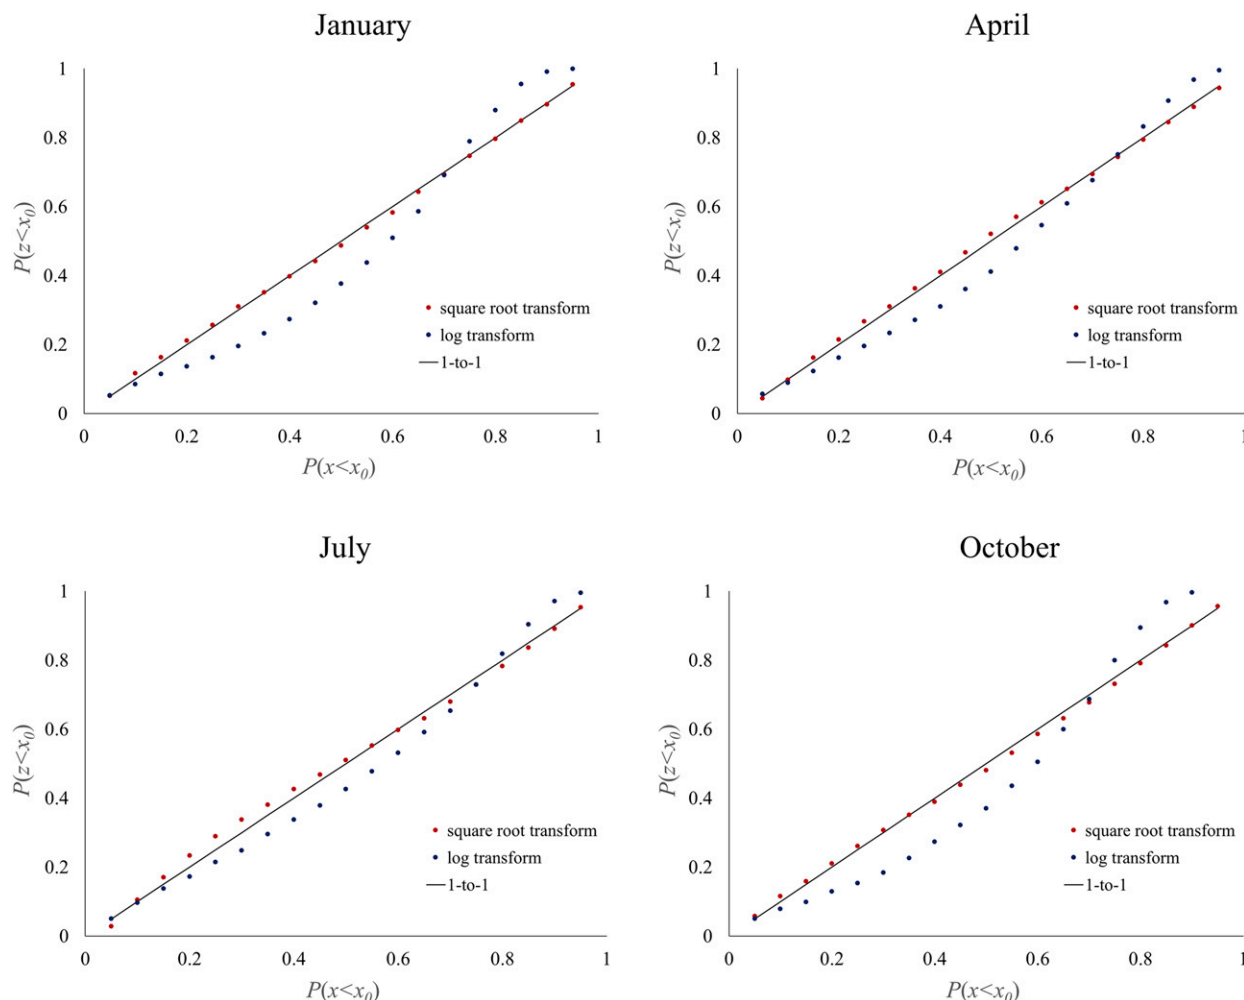 January
1
0.8
0.6
0.4
0.2
0
P(z<x0)
0 0.2 0.4 0.6 0.8 1
P(x<x0)
square root transform
log transform
1-to-1
April
1
0.8
0.6
0.4
0.2
0
P(z<x0)
0 0.2 0.4 0.6 0.8 1
P(x<x0)
square root transform
log transform
1-to-1
July
1
0.8
0.6
0.4
0.2
0
P(z<x0)
0 0.2 0.4 0.6 0.8 1
P(x<x0)
square root transform
log transform
1-to-1
October
1
0.8
0.6
0.4
0.2
0
P(z<x0)
0 0.2 0.4 0.6 0.8 1
P(x<x0)
square root transform
log transform
1-to-1